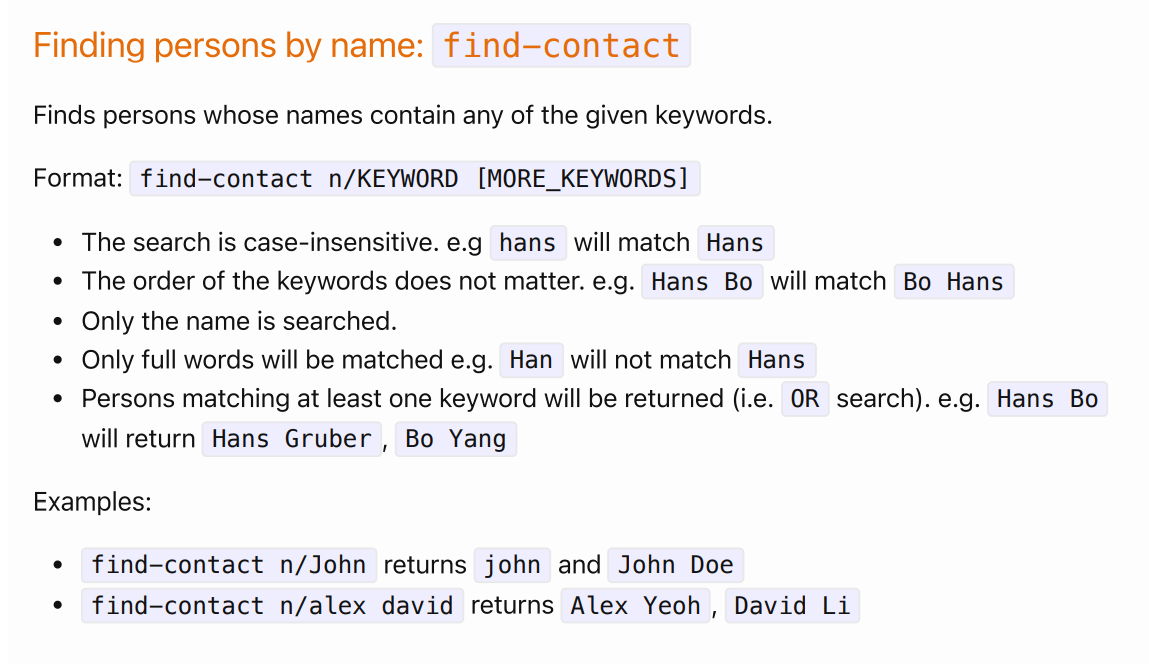 Finding persons by name: find-contact
Finds persons whose names contain any of the given keywords.
Format: find-contact n/KEYWORD [MORE_KEYWORDS]
• The search is case-insensitive. e.g hans will match Hans
• The order of the keywords does not matter. e.g. Hans Bo will match Bo Hans
• Only the name is searched.
• Only full words will be matched e.g. Han will not match Hans
• Persons matching at least one keyword will be returned (i.e. OR search). e.g. Hans Bo
will return Hans Gruber, Bo Yang
Examples:
• find-contact n/John returns john and John Doe
• find-contact n/alex david returns Alex Yeoh, David Li